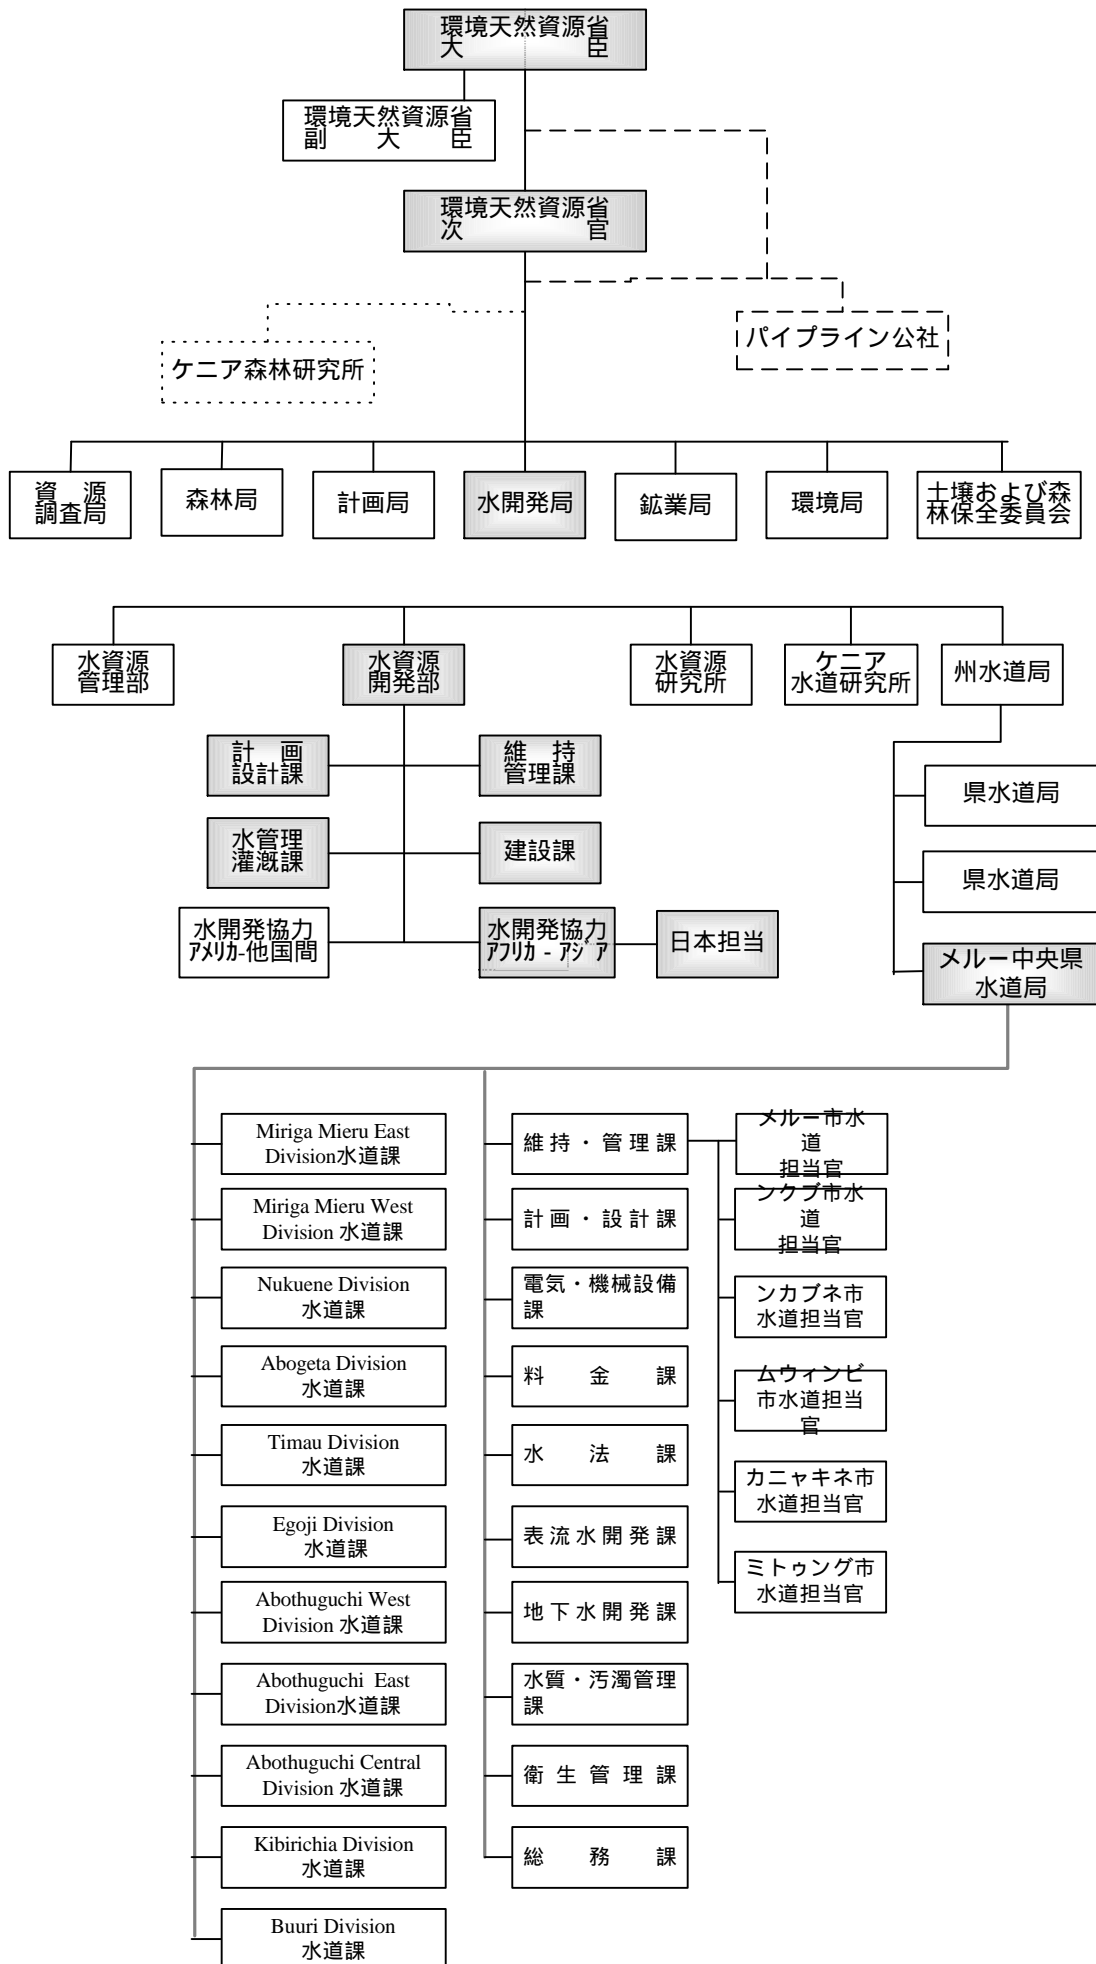 環境天然資源省
大臣
環境天然資源省
副大臣
環境天然資源省
次官
パイプライン公社
ケニア森林研究所
資源
調査局
森林局
計画局
水開発局
鉱業局
環境局
土壌および森
林保全委員会
水資源
管理部
水資源
開発部
水資源
研究所
ケニア
水道研究所
州水道局
計画
設計課
維持
管理課
県水道局
水管理
灌漑課
建設課
県水道局
水開発協力
アメリカ-他国間
水開発協力
アフリカ - アジア
日本担当
メルー中央県
水道局
Miriga Mieru East
Division水道課
維持・管理課
メルー市水
道
担当官
Miriga Mieru West
Division 水道課
計画・設計課
ンクブ市水
道
担当官
Nukuene Division
水道課
電気・機械設備
課
ンカブネ市
水道担当官
Abogeta Division
水道課
料金課
ムウィンビ
市水道担当
官
Timau Division
水道課
水法課
カニャキネ市
水道担当官
Egoji Division
水道課
表流水開発課
ミトゥング市
水道担当官
Abothuguchi West
Division 水道課
地下水開発課
Abothuguchi East
Division水道課
水質・汚濁管理
課
Abothuguchi Central
Division 水道課
衛生管理課
Kibirichia Division
水道課
総務課
Buuri Division
水道課